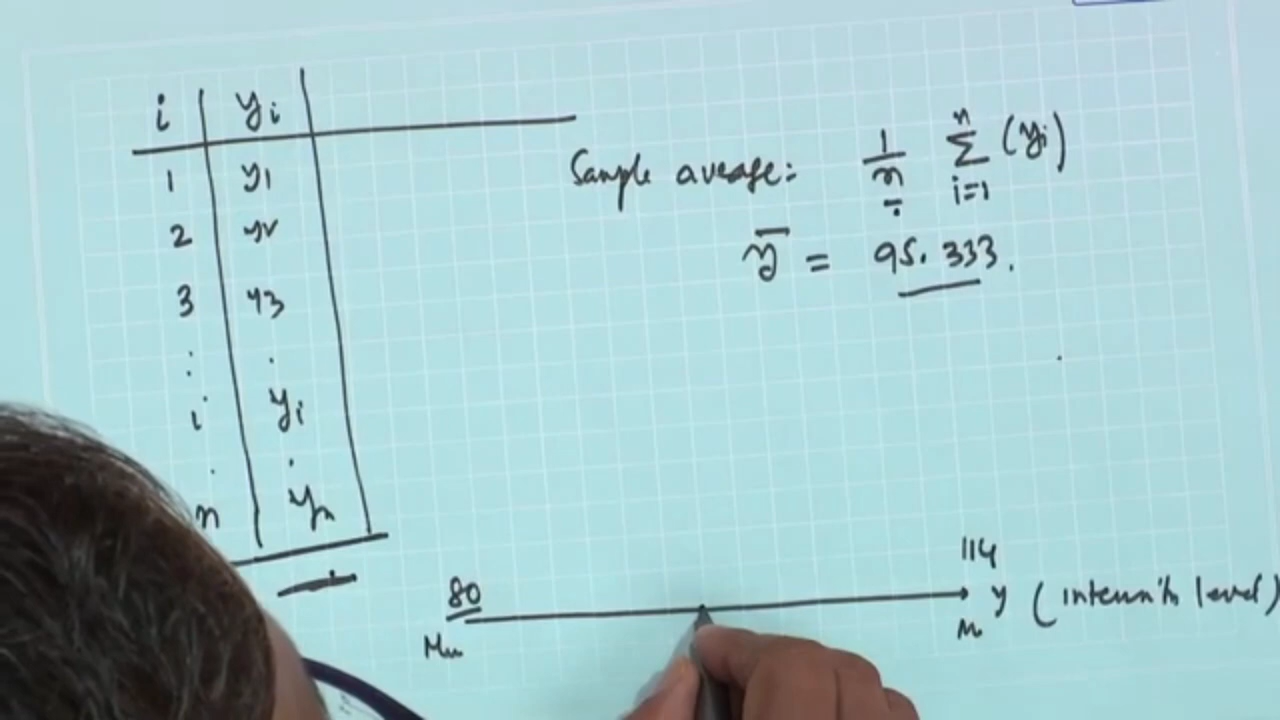 i yi
1 y1
2 y2
3 y3
. .
i yi
. .
n yn
Sample average: 1/n n Σ i=1 (yi)
ȳ = 95.333.
114
80 y (intensity level)